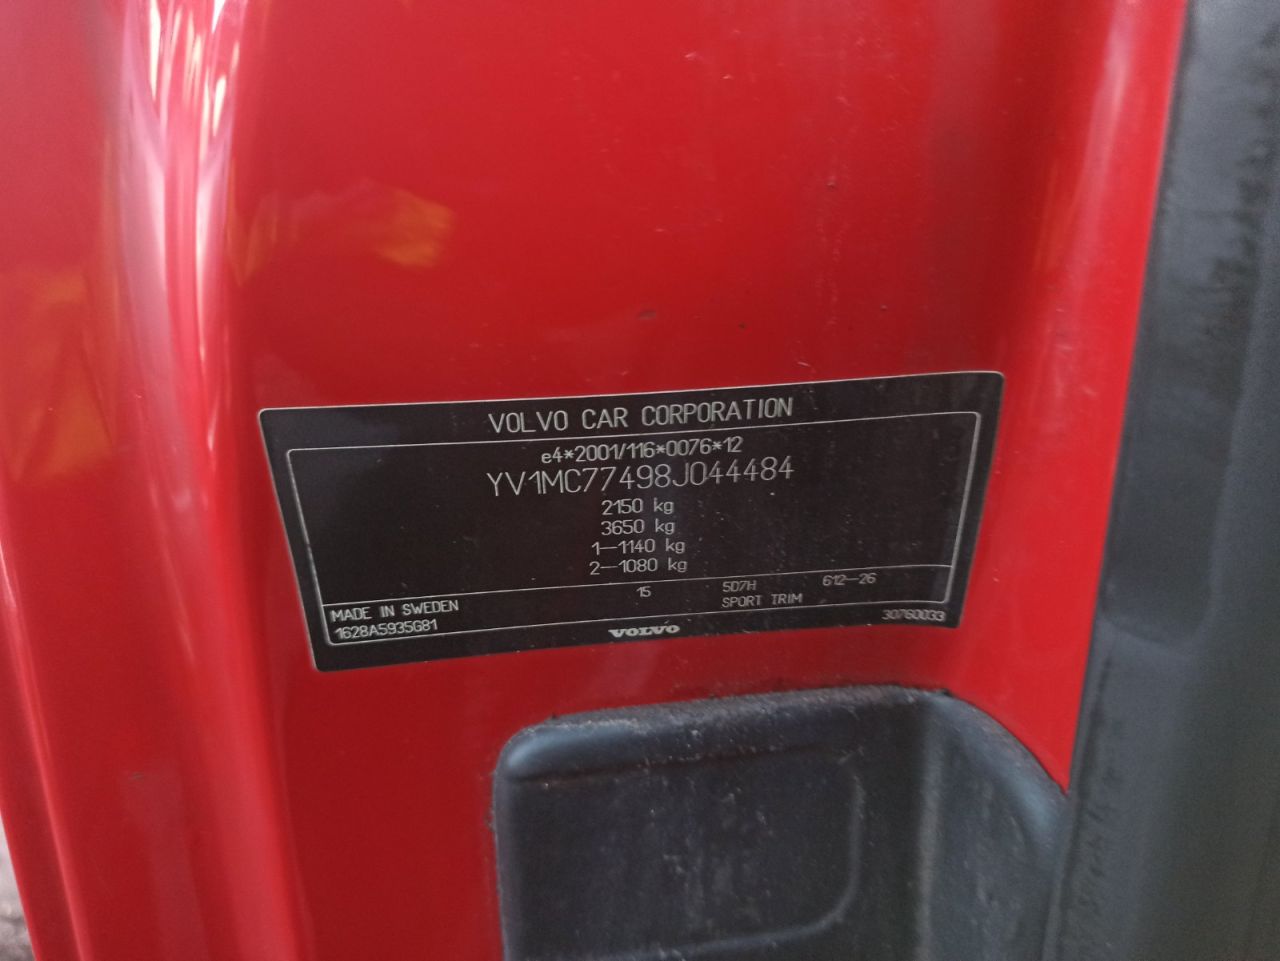 VOLVO CAR CORPORATION
e4*2001/116*0076*12
YV1MC77498J044484
2150 kg
3650 kg
1-1140 kg
2-1080 kg
15 5D7H 612-26
MADE IN SWEDEN SPORT TRIM
1628A5935G81 VOLVO 30760033